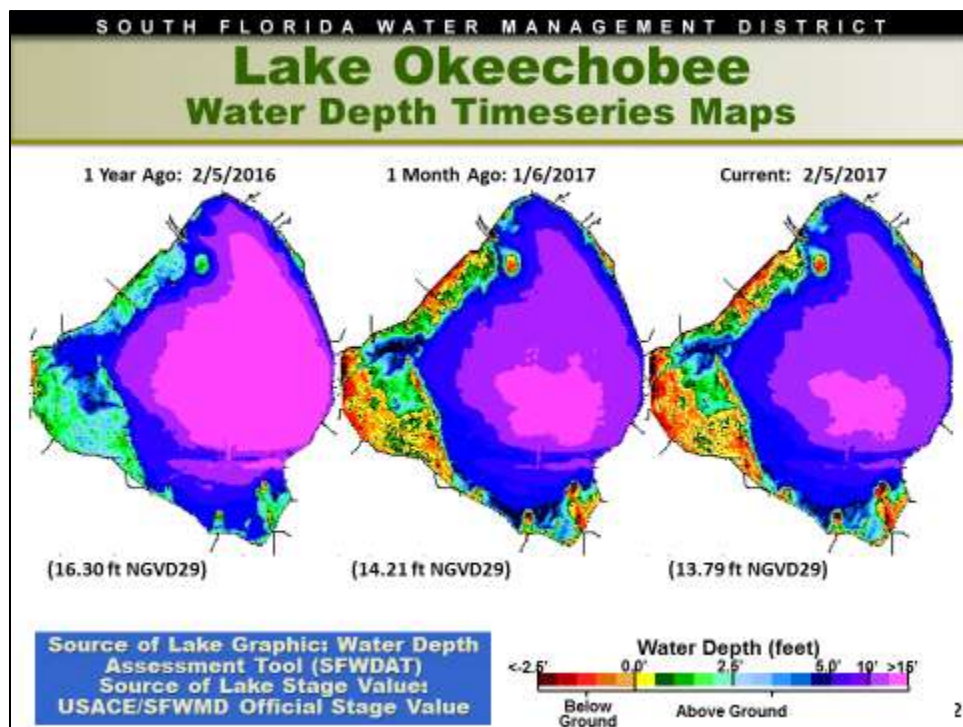 SOUTH FLORIDA WATER MANAGEMENT DISTRICT
Lake Okeechobee
Water Depth Timeseries Maps
1 Year Ago: 2/5/2016
1 Month Ago: 1/6/2017
Current: 2/5/2017
(16.30 ft NGVD29)
(14.21 ft NGVD29)
(13.79 ft NGVD29)
Source of Lake Graphic: Water Depth
Assessment Tool (SFWDAT)
Source of Lake Stage Value:
USACE/SFWMD Official Stage Value
Water Depth (feet)
<-2.5' 0.0' 2.5' 5.0' 10' >15'
Below
Ground
Above Ground
2